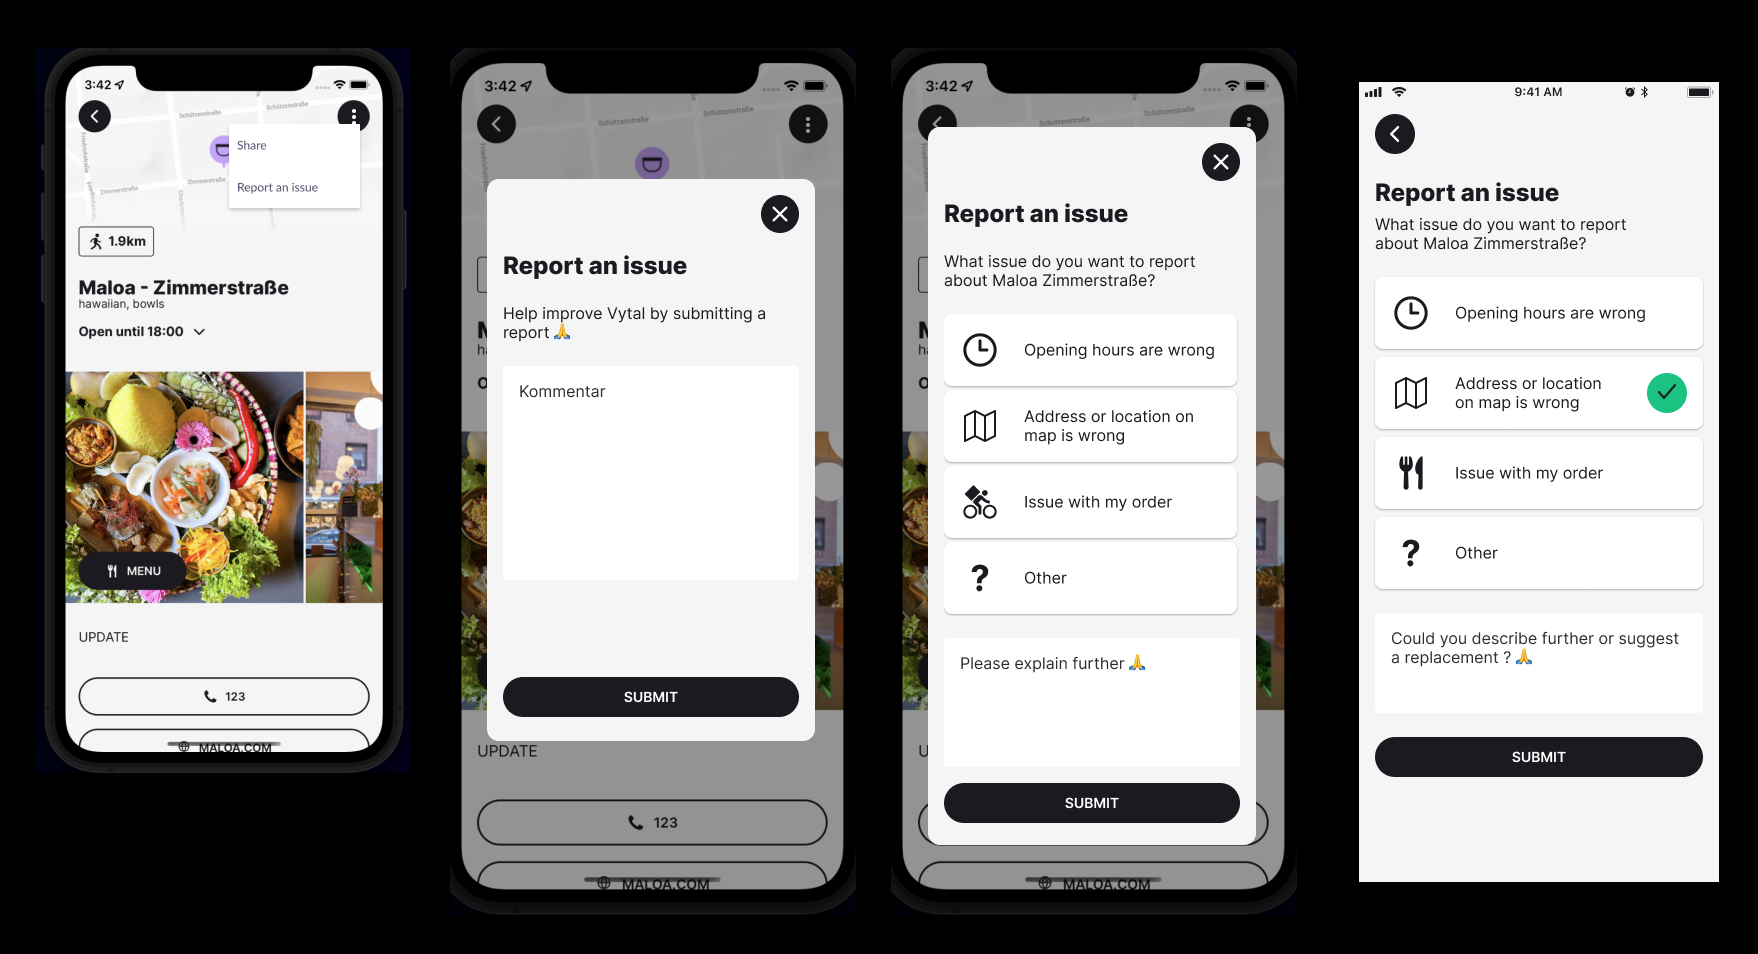 3:42
Schützenstraße
Friedrichstraße
Zimmerstraße
Zimmerstraße
Share
Report an issue
1.9km
Maloa - Zimmerstraße
hawaiian, bowls
Open until 18:00
MENU
UPDATE
123
MALOA.COM
3:42
Schützenstraße
Report an issue
Help improve Vytal by submitting a
report 🙏
Kommentar
SUBMIT
UPDATE
123
MALOA.COM
3:42
Schützenstraße
Report an issue
What issue do you want to report
about Maloa Zimmerstraße?
Opening hours are wrong
Address or location on
map is wrong
Issue with my order
Other
Please explain further 🙏
SUBMIT
MALOA.COM
9:41 AM
Report an issue
What issue do you want to report
about Maloa Zimmerstraße?
Opening hours are wrong
Address or location
on map is wrong
Issue with my order
Other
Could you describe further or suggest
a replacement ? 🙏
SUBMIT